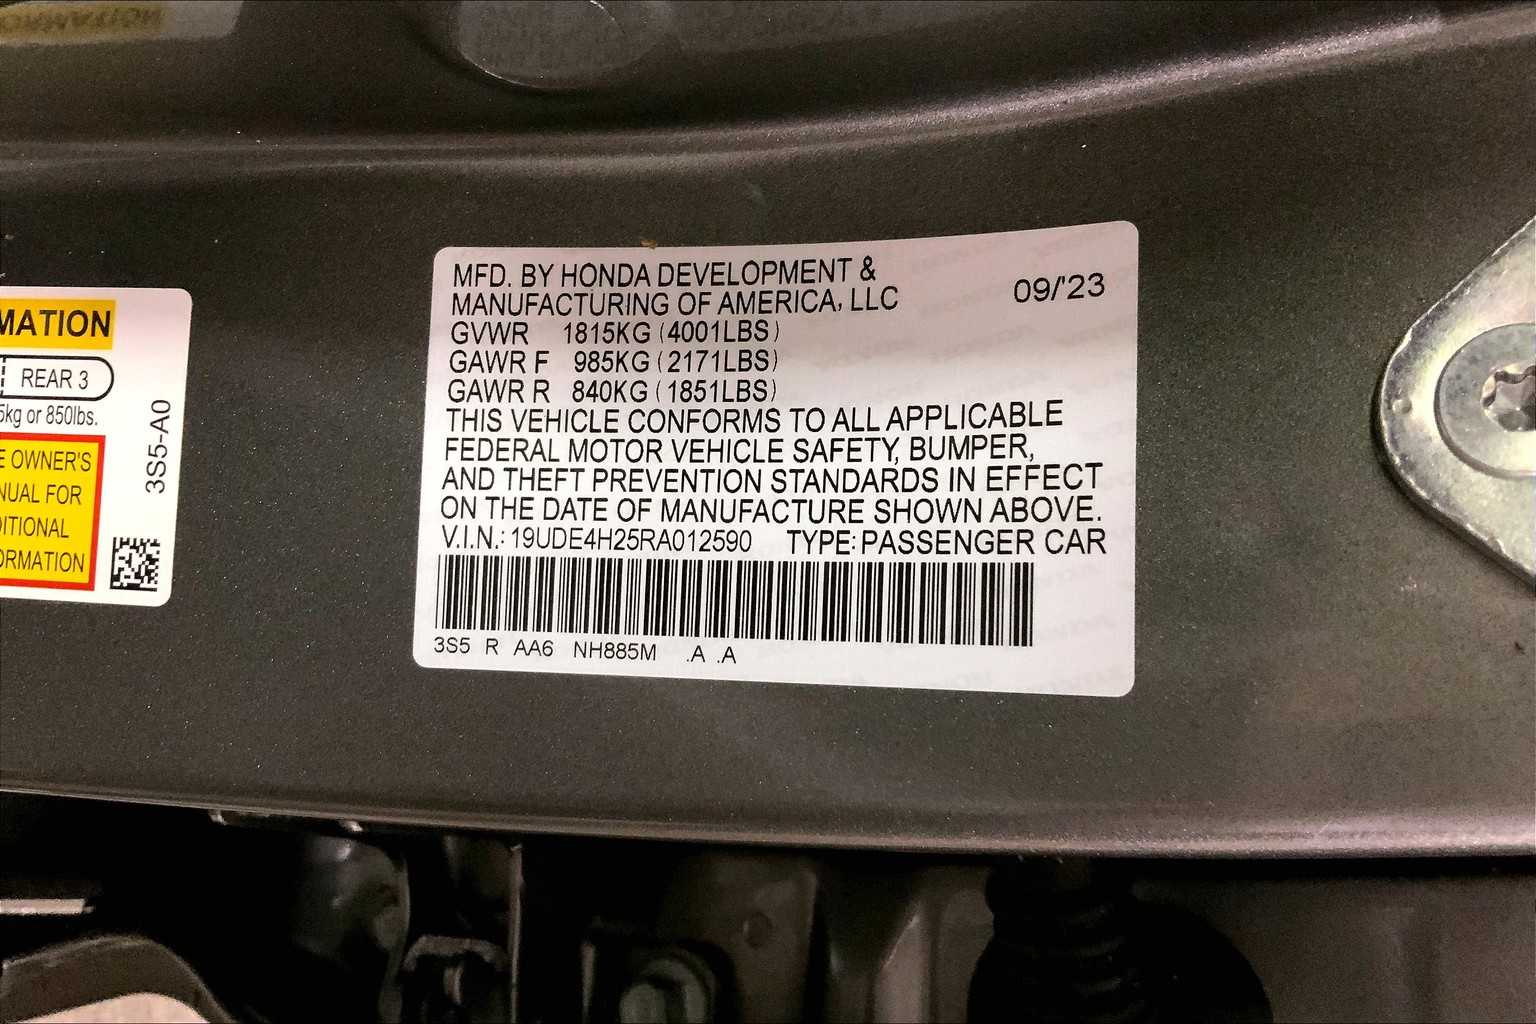 MATION
REAR 3
5kg or 850lbs.
E OWNER'S
NUAL FOR
DITIONAL
ORMATION
3S5-A0
MFD. BY HONDA DEVELOPMENT &
MANUFACTURING OF AMERICA, LLC
09/'23
GVWR 1815KG (4001LBS)
GAWR F 985KG (2171LBS)
GAWR R 840KG (1851LBS)
THIS VEHICLE CONFORMS TO ALL APPLICABLE
FEDERAL MOTOR VEHICLE SAFETY, BUMPER,
AND THEFT PREVENTION STANDARDS IN EFFECT
ON THE DATE OF MANUFACTURE SHOWN ABOVE.
V.I.N.: 19UDE4H25RA012590 TYPE: PASSENGER CAR
3S5 R AA6 NH885M .A .A